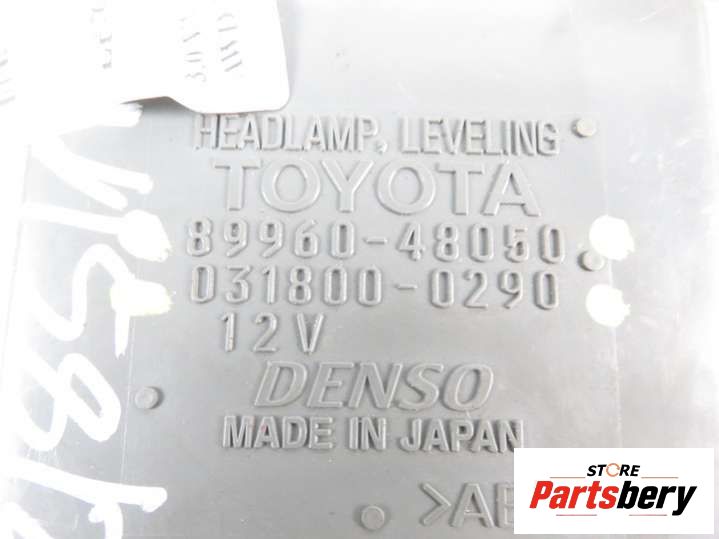 HEADLAMP, LEVELING
TOYOTA
89960-48050
031800-0290
12V
DENSO
MADE IN JAPAN
STORE
Partsbery